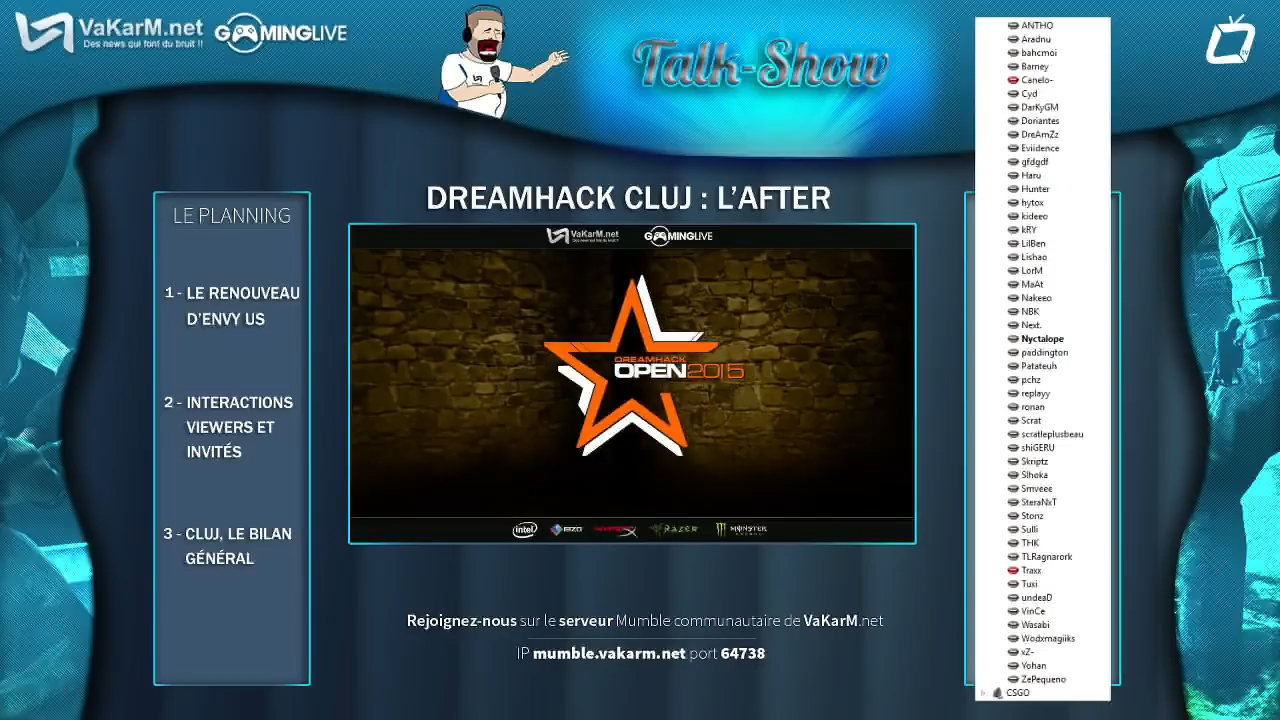 VaKarM.net
Des news qui font du bruit !!
GAMINGLIVE
Talk-Show
tv
DREAMHACK CLUJ : L'AFTER
LE PLANNING
1 - LE RENOUVEAU
D'ENVY US
2 - INTERACTIONS
VIEWERS ET
INVITÉS
3 - CLUJ, LE BILAN
GÉNÉRAL
VaKarM.net
GAMINGLIVE
DREAMHACK
OPEN2015
intel
RAZER
MONSTER
Rejoignez-nous sur le serveur Mumble communautaire de VaKarM.net
IP mumble.vakarm.net port 64738
ANTHO
Aradnu
bahcmoi
Barney
Canelo-
Cyd
DarKyGM
Doriantes
DreAmZz
Eviidence
gfdgdf
Haru
Hunter
hytox
kideeo
kRY
LilBen
Lishao
LorM
MaAt
Nakeeo
NBK
Next.
Nyctalope
paddington
Patateuh
pchz
replayy
ronan
Scrat
scratleplusbeau
shiGERU
Skriptz
Slhoka
Smveee
SteraNxT
Stonz
Sulli
THK
TLRagnarork
Traxx
Tuxi
undeaD
VinCe
Wasabi
Wodxmagiiks
xZ-
Yohan
ZePequeno
CSGO